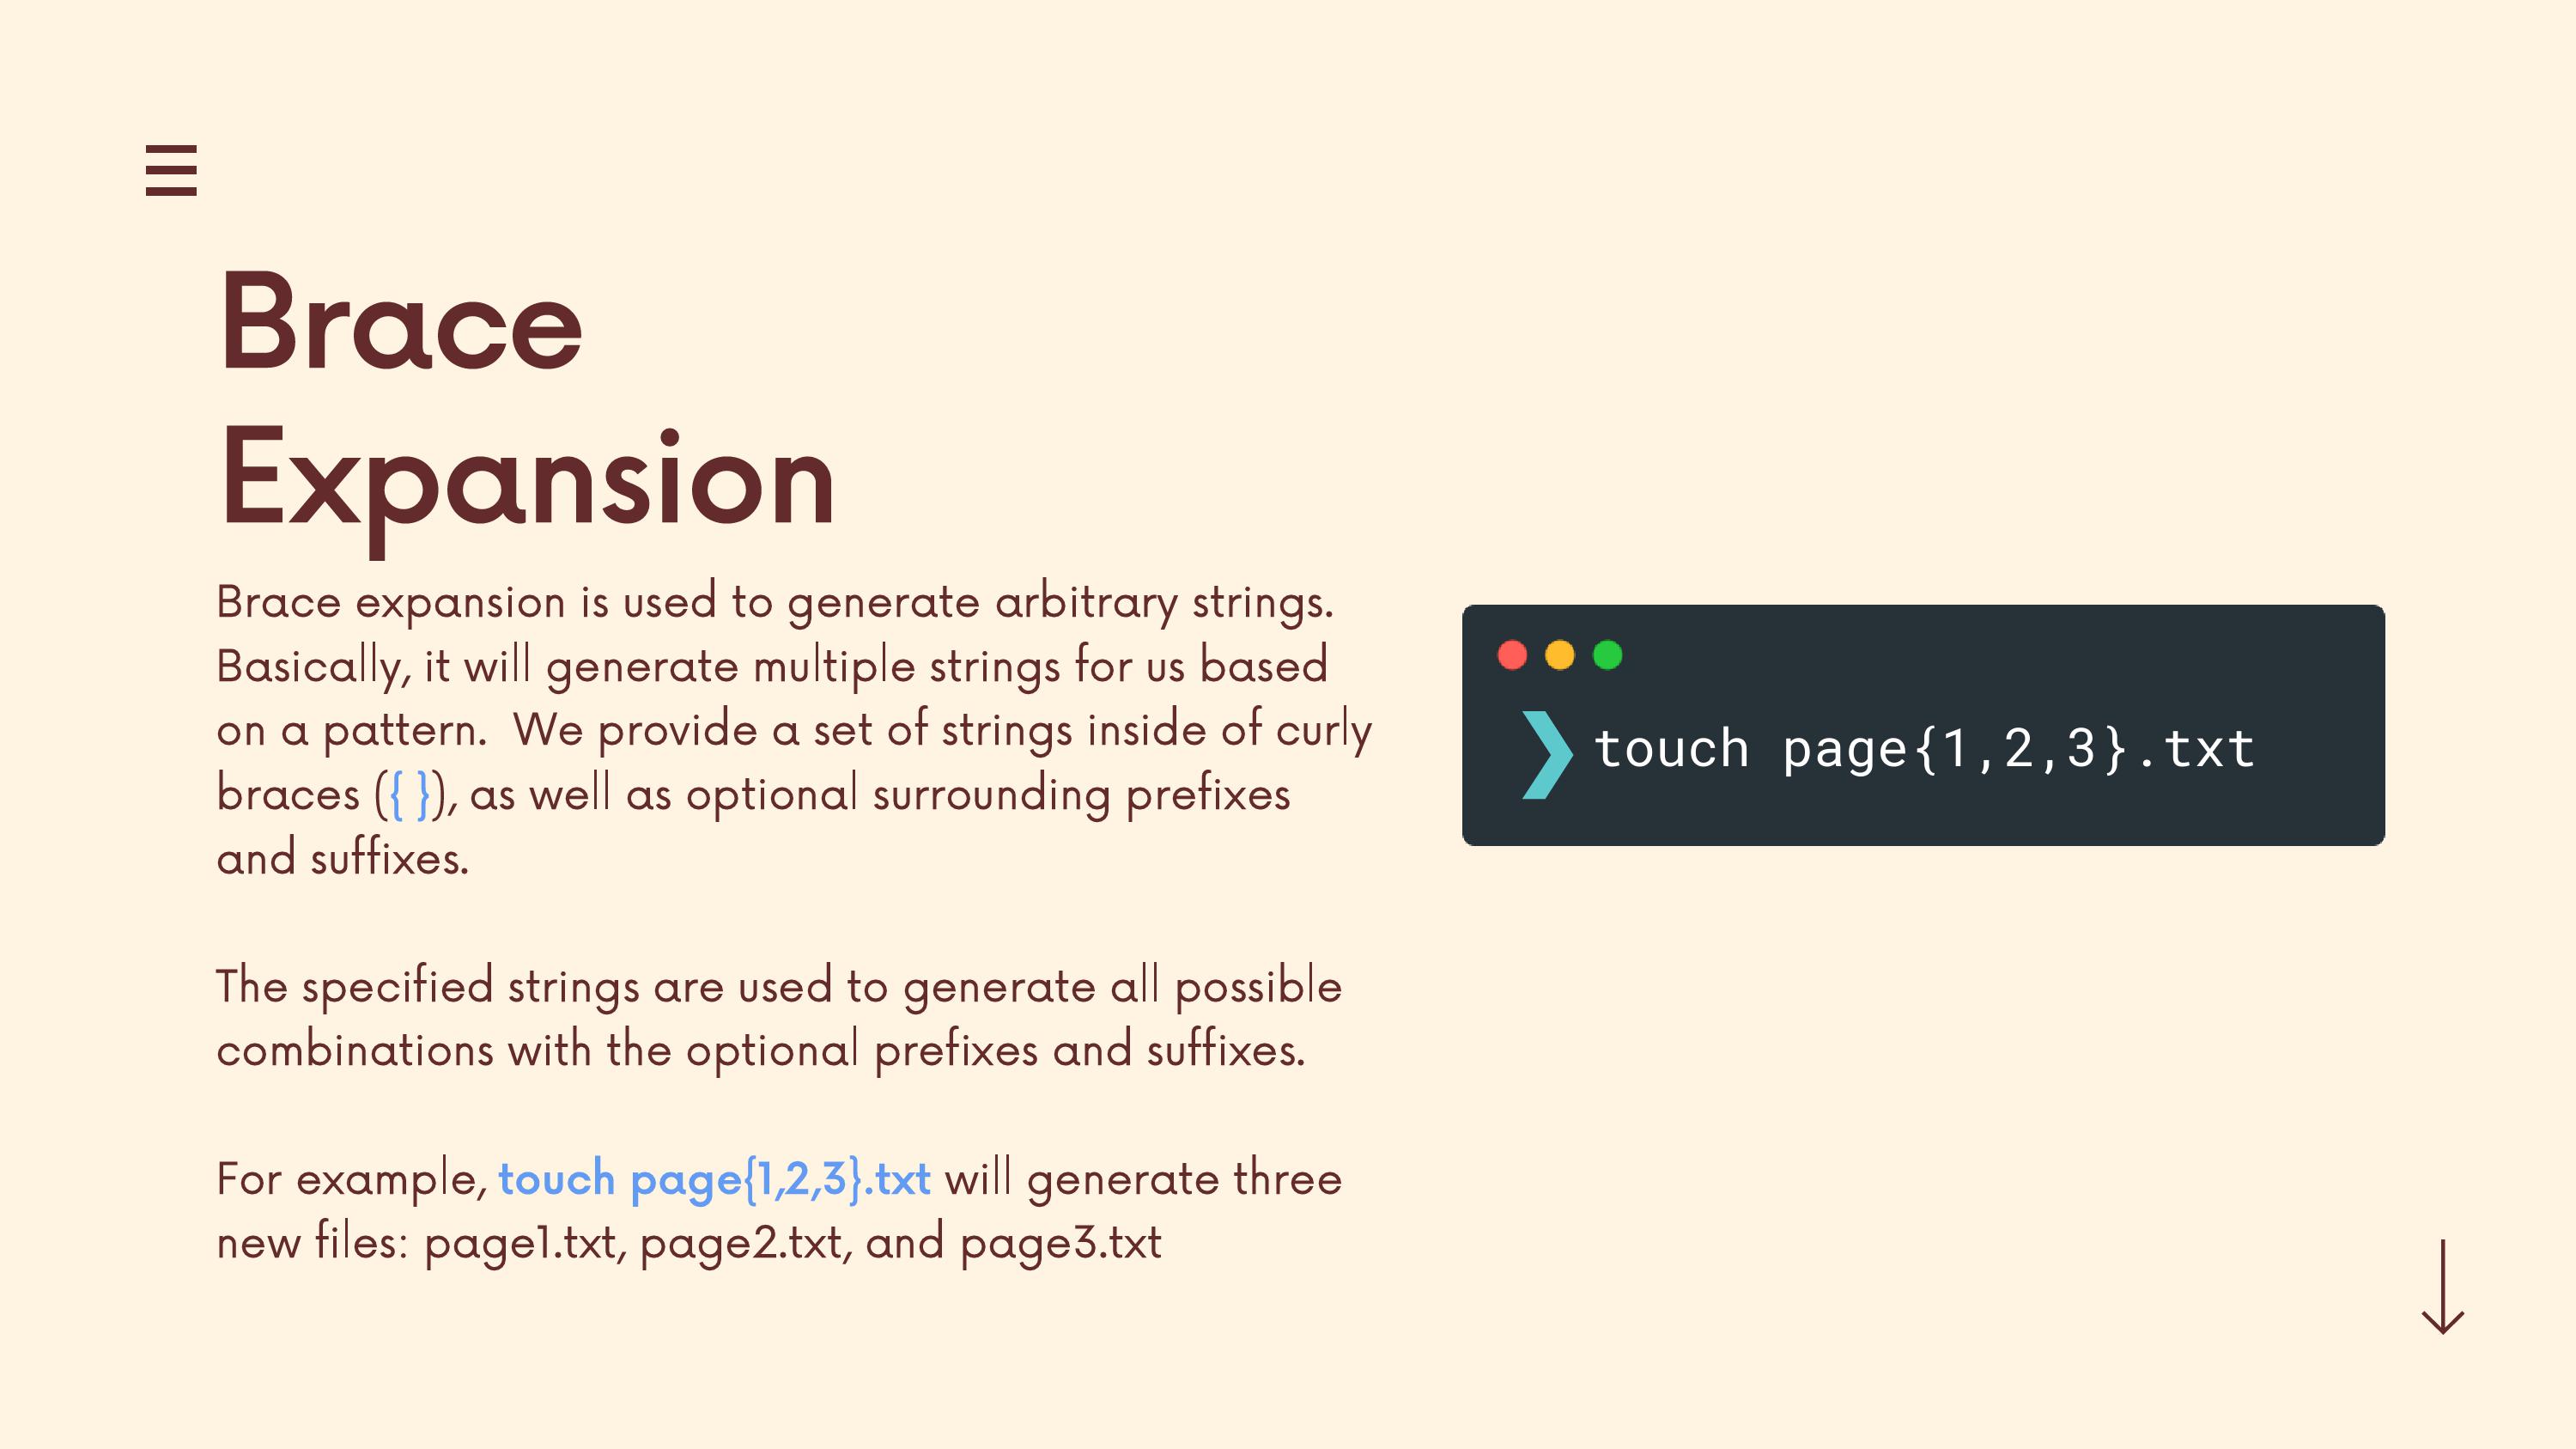 Brace
Expansion
Brace expansion is used to generate arbitrary strings.
Basically, it will generate multiple strings for us based
on a pattern.  We provide a set of strings inside of curly
braces ({ }), as well as optional surrounding prefixes
and suffixes.
The specified strings are used to generate all possible
combinations with the optional prefixes and suffixes.
For example, touch page{1,2,3}.txt will generate three
new files: page1.txt, page2.txt, and page3.txt
❯ touch page{1,2,3}.txt